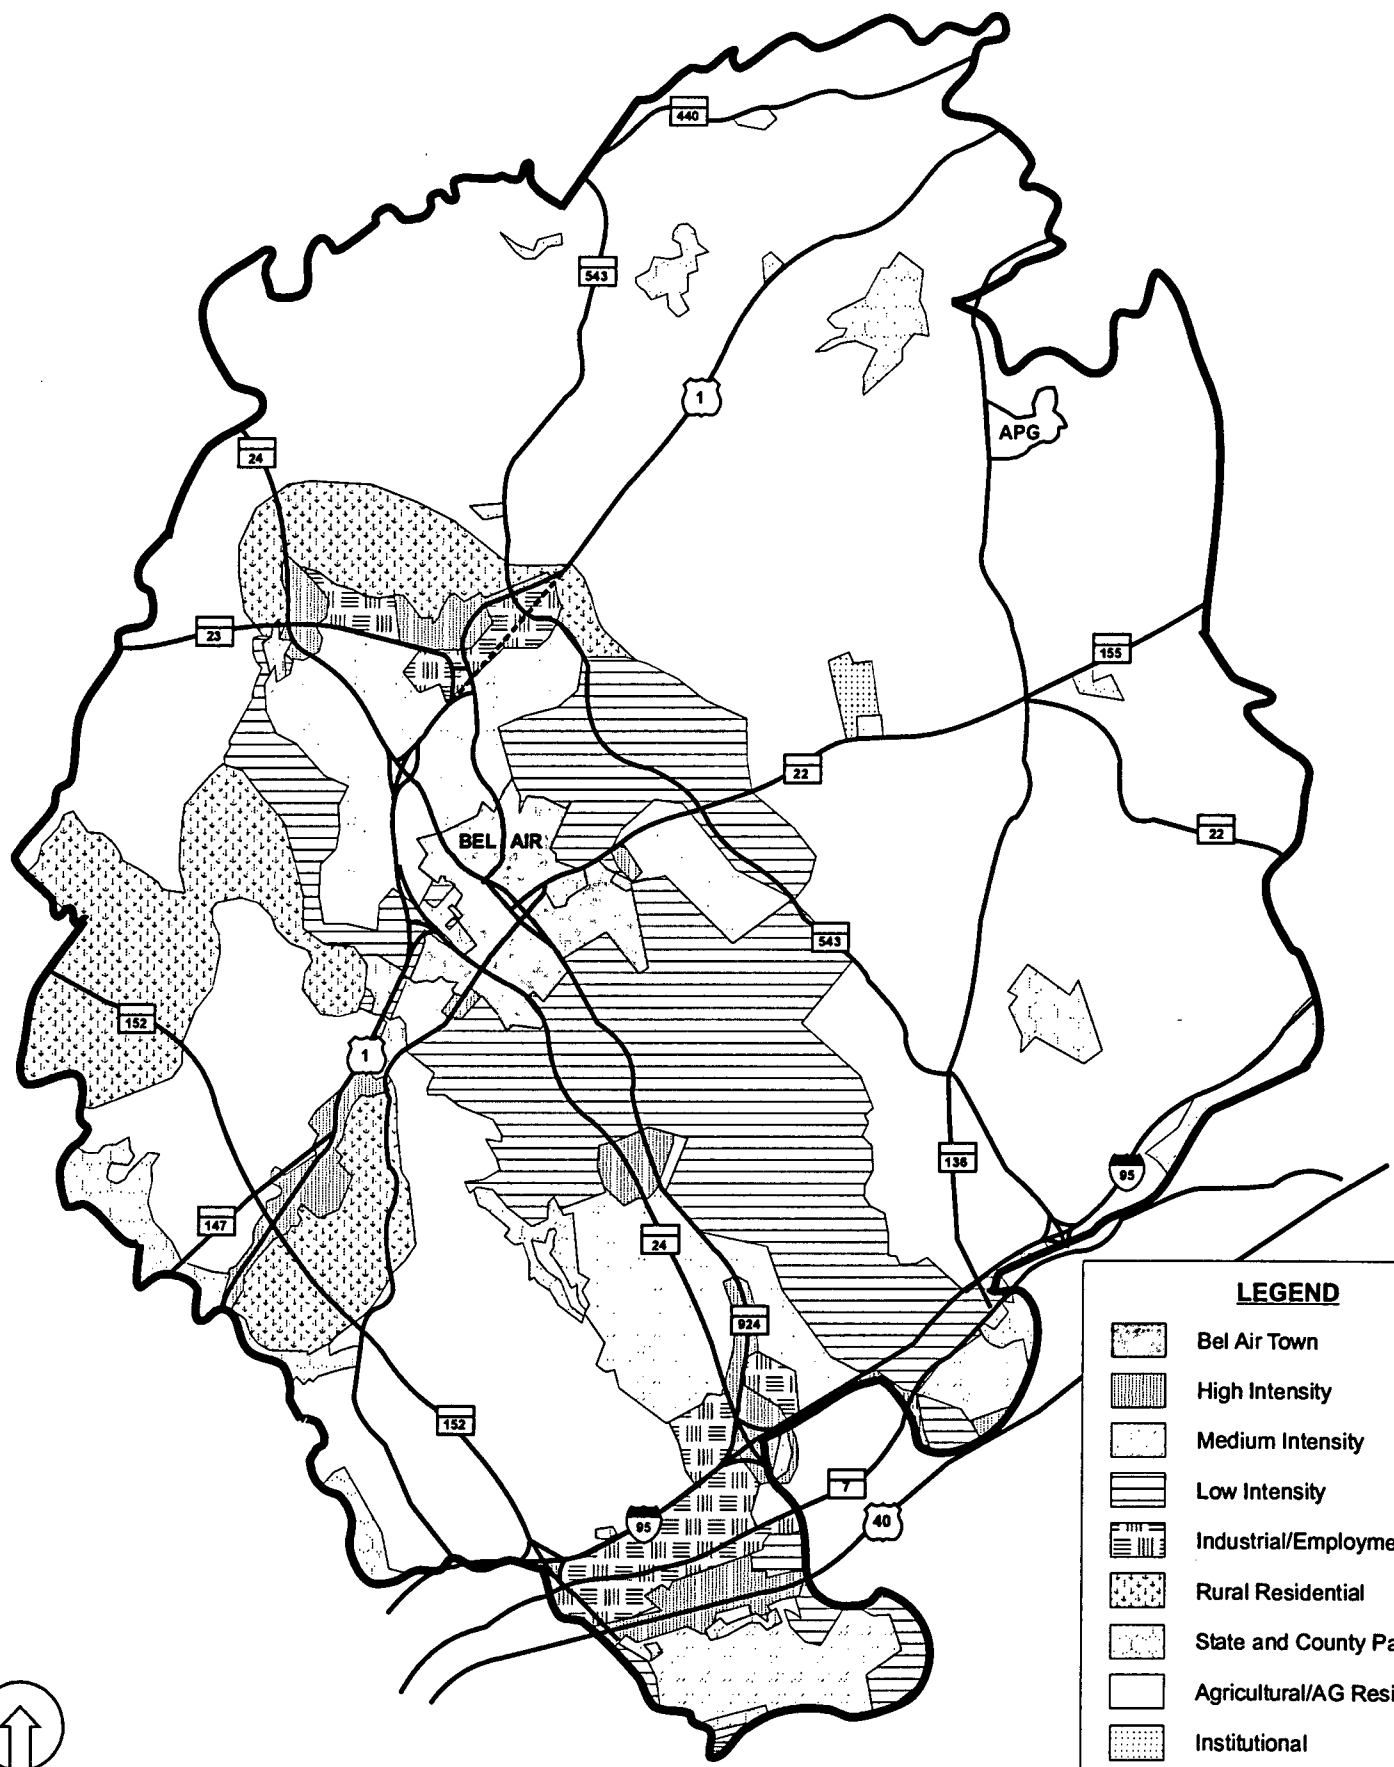 440
543
1
APG
24
23
155
22
22
BEL AIR
543
152
1
136
95
147
24
924
152
7
40
95
LEGEND
Bel Air Town
High Intensity
Medium Intensity
Low Intensity
Industrial/Employme
Rural Residential
State and County Pa
Agricultural/AG Resi
Institutional